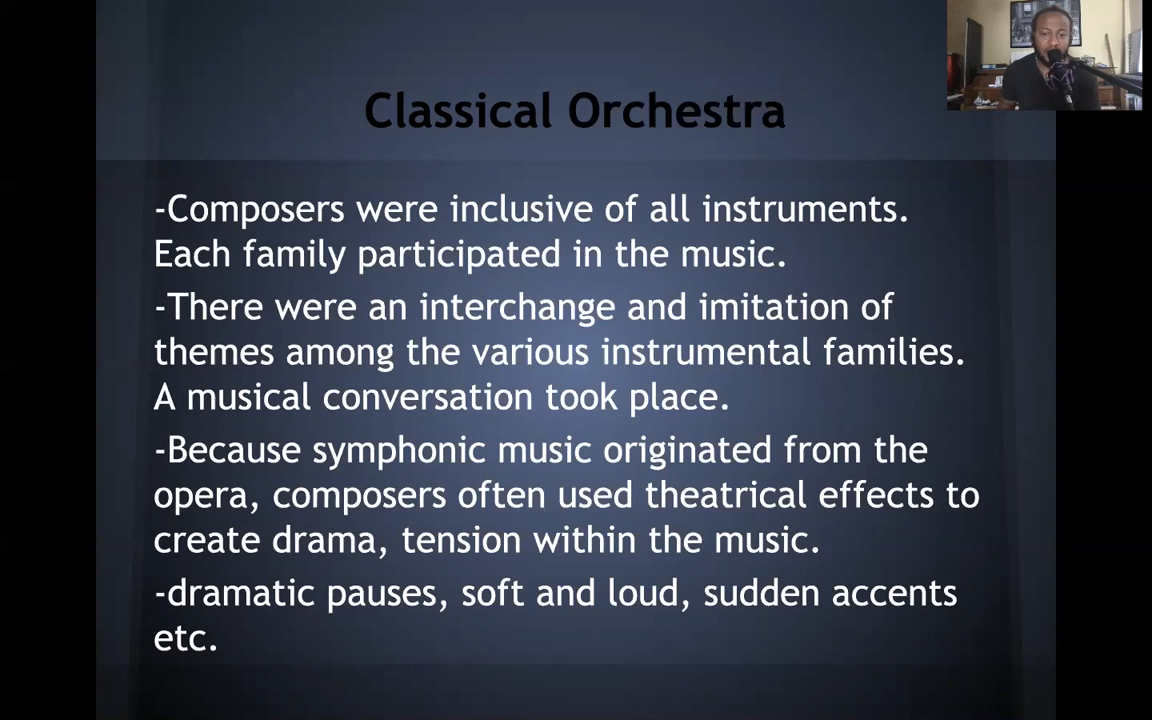 Classical Orchestra
-Composers were inclusive of all instruments.
Each family participated in the music.
-There were an interchange and imitation of
themes among the various instrumental families.
A musical conversation took place.
-Because symphonic music originated from the
opera, composers often used theatrical effects to
create drama, tension within the music.
-dramatic pauses, soft and loud, sudden accents
etc.